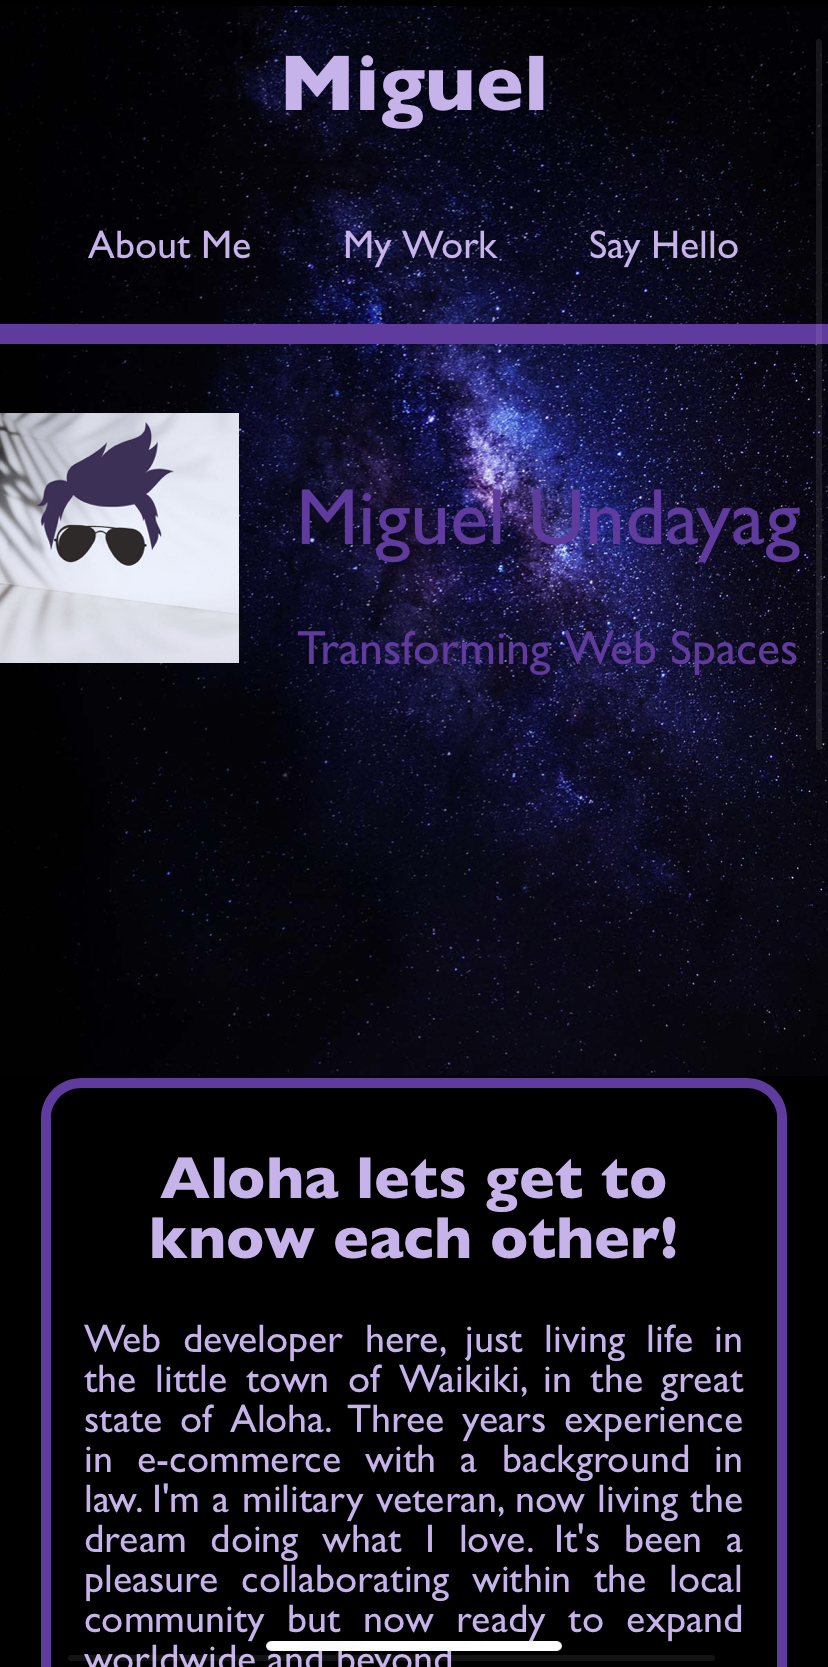 Miguel
About Me My Work Say Hello
Miguel Undayag
Transforming Web Spaces
Aloha lets get to
know each other!
Web developer here, just living life in
the little town of Waikiki, in the great
state of Aloha. Three years experience
in e-commerce with a background in
law. I'm a military veteran, now living the
dream doing what I love. It's been a
pleasure collaborating within the local
community but now ready to expand
worldwide and beyond